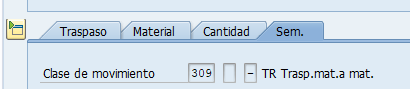 Traspaso Material Cantidad Sem.
Clase de movimiento 309 - TR Trasp.mat.a mat.